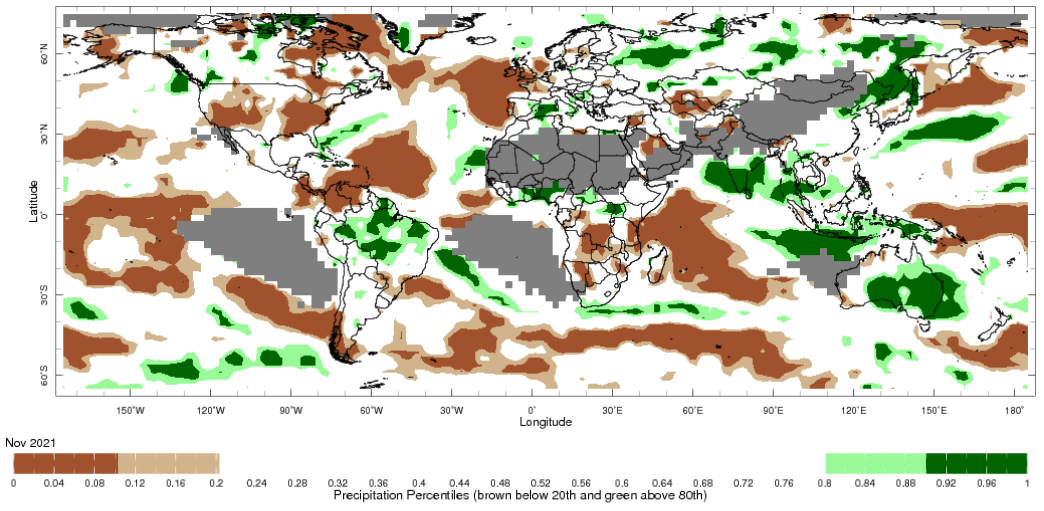 60˚N
30˚N
0˚
30˚S
60˚S
Latitude
150˚W 120˚W 90˚W 60˚W 30˚W 0˚ 30˚E 60˚E 90˚E 120˚E 150˚E 180˚
Longitude
Nov 2021
0 0.04 0.08 0.12 0.16 0.2 0.24 0.28 0.32 0.36 0.4 0.44 0.48 0.52 0.56 0.6 0.64 0.68 0.72 0.76 0.8 0.84 0.88 0.92 0.96 1
Precipitation Percentiles (brown below 20th and green above 80th)